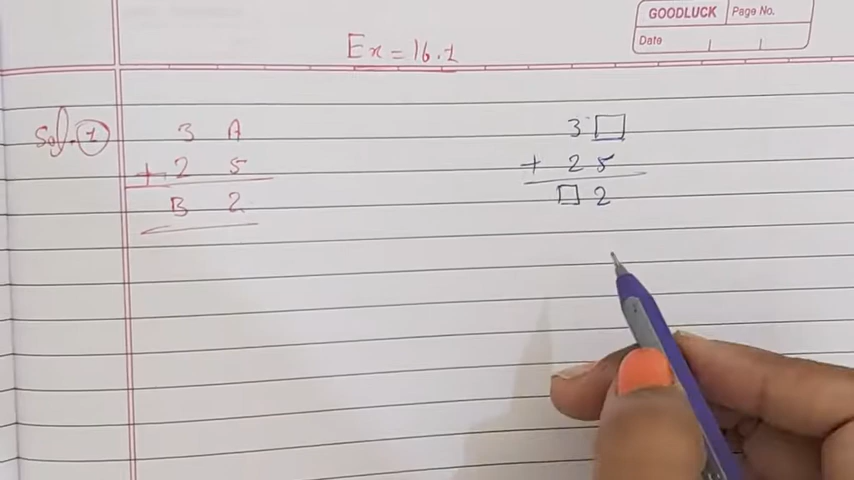 GOODLUCK Page No.
Date
Ex = 16.1
Sol. 1
3 A
+ 2 5
B 2
3 □
+ 2 5
□ 2